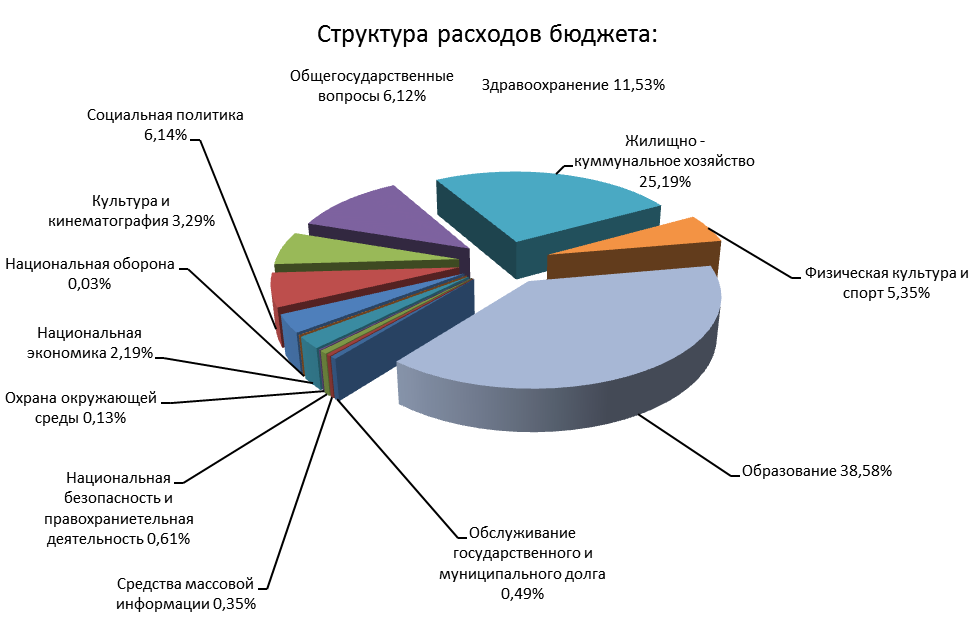 Структура расходов бюджета:
Общегосударственные
вопросы 6,12%
Здравоохранение 11,53%
Социальная политика
6,14%
Жилищно -
куммунальное хозяйство
25,19%
Культура и
кинематография 3,29%
Национальная оборона
0,03%
Физическая культура и
спорт 5,35%
Национальная
экономика 2,19%
Охрана окружающей
среды 0,13%
Образование 38,58%
Национальная
безопасность и
правохраниетельная
деятельность 0,61%
Обслуживание
государственного и
муниципального долга
0,49%
Средства массовой
информации 0,35%